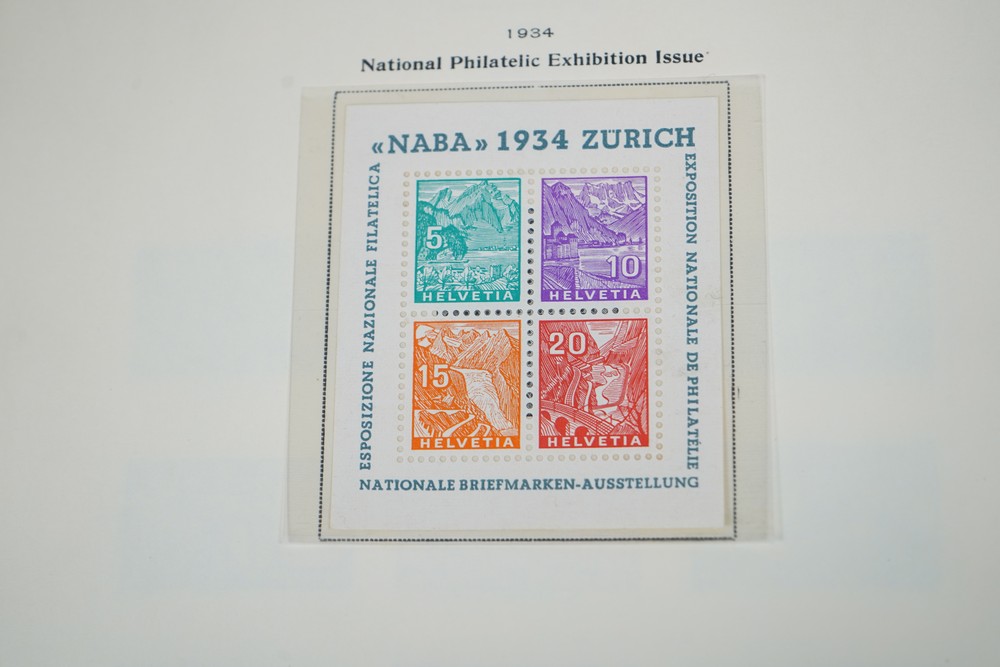 1934
National Philatelic Exhibition Issue
«NABA» 1934 ZÜRICH
ESPOSIZIONE NAZIONALE FILATELICA
EXPOSITION NATIONALE DE PHILATÉLIE
5
HELVETIA
10
HELVETIA
15
HELVETIA
20
HELVETIA
NATIONALE BRIEFMARKEN-AUSSTELLUNG